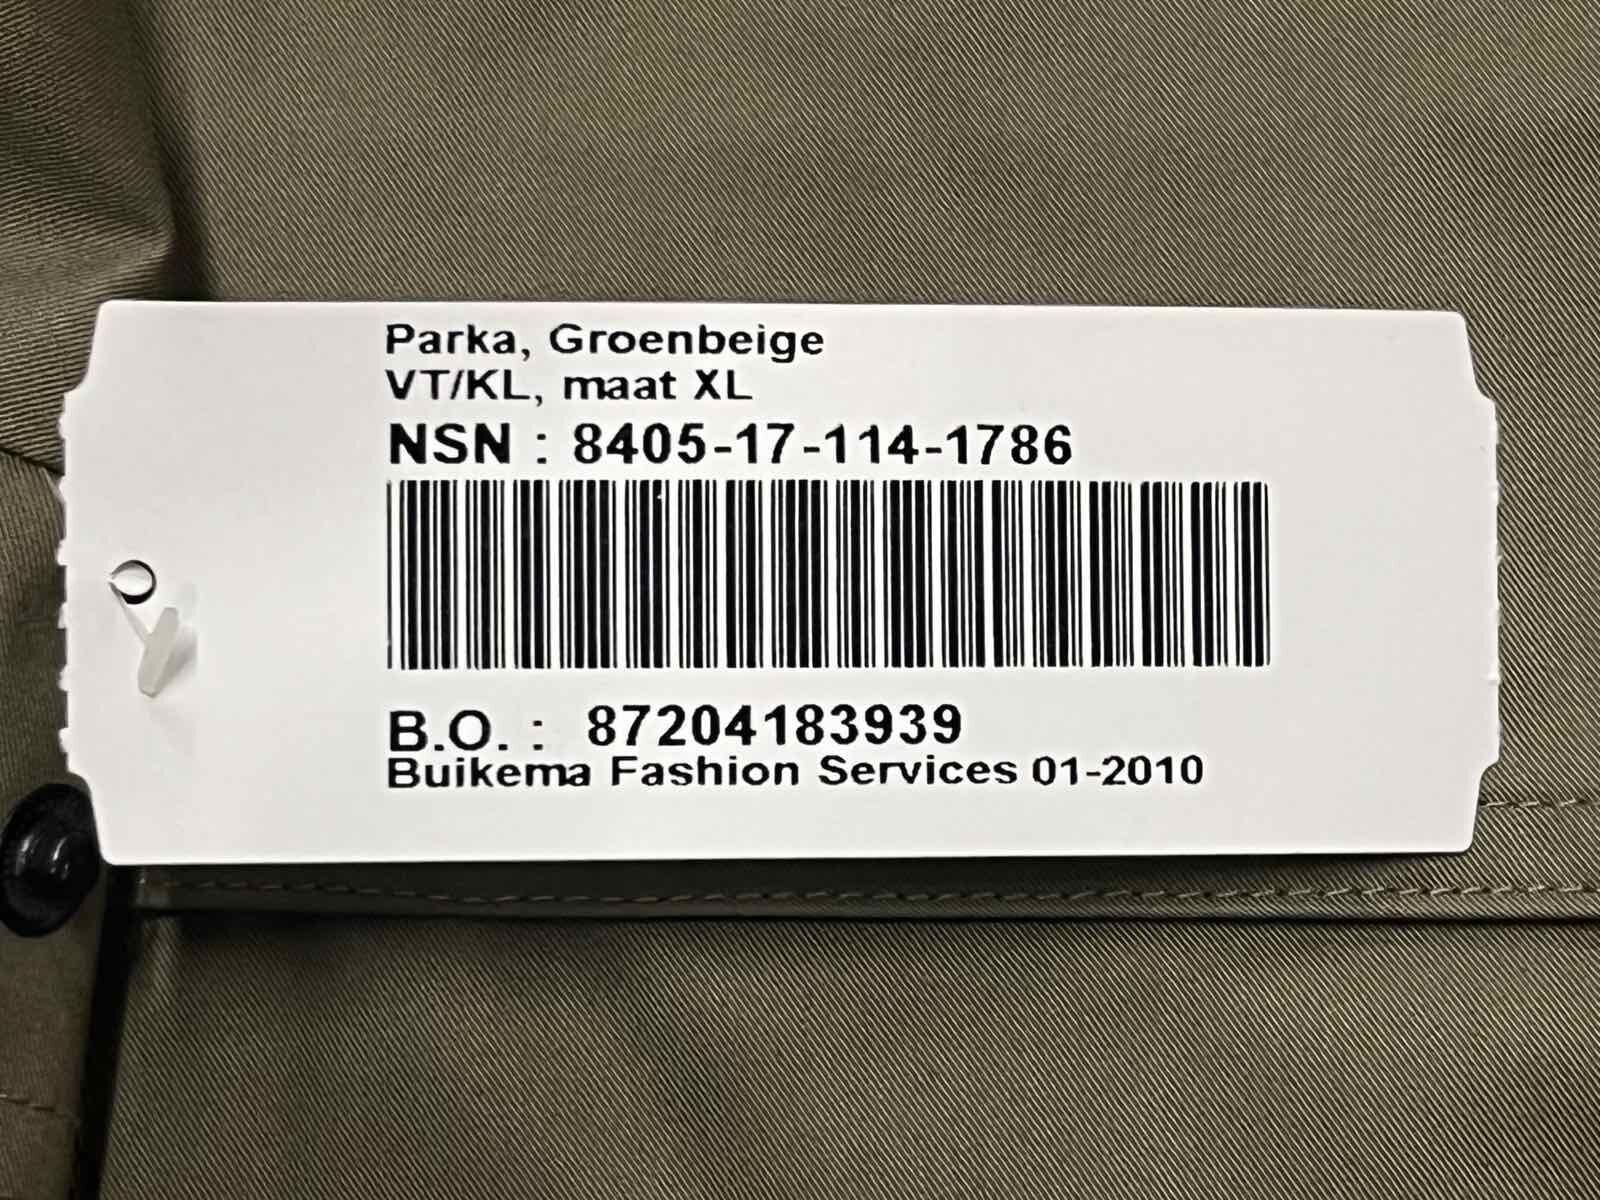 Parka, Groenbeige
VT/KL, maat XL
NSN : 8405-17-114-1786
B.O. : 87204183939
Buikema Fashion Services 01-2010